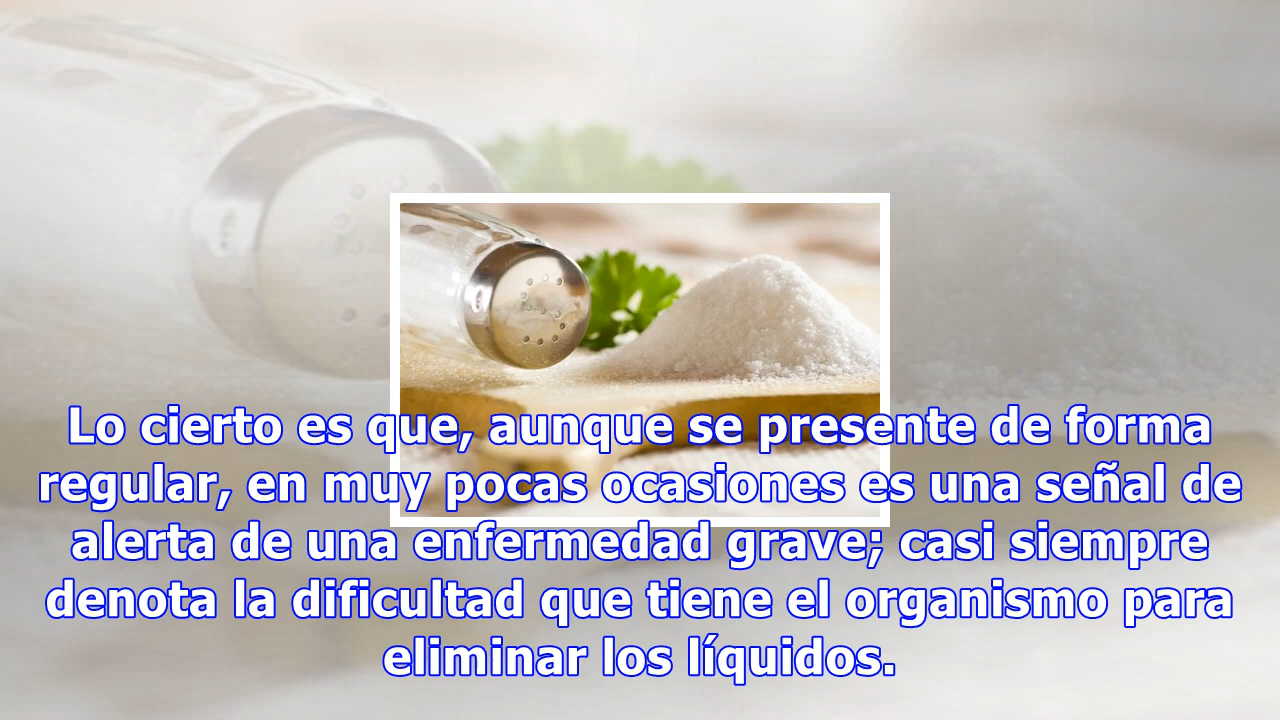 Lo cierto es que, aunque se presente de forma
regular, en muy pocas ocasiones es una señal de
alerta de una enfermedad grave; casi siempre
denota la dificultad que tiene el organismo para
eliminar los líquidos.